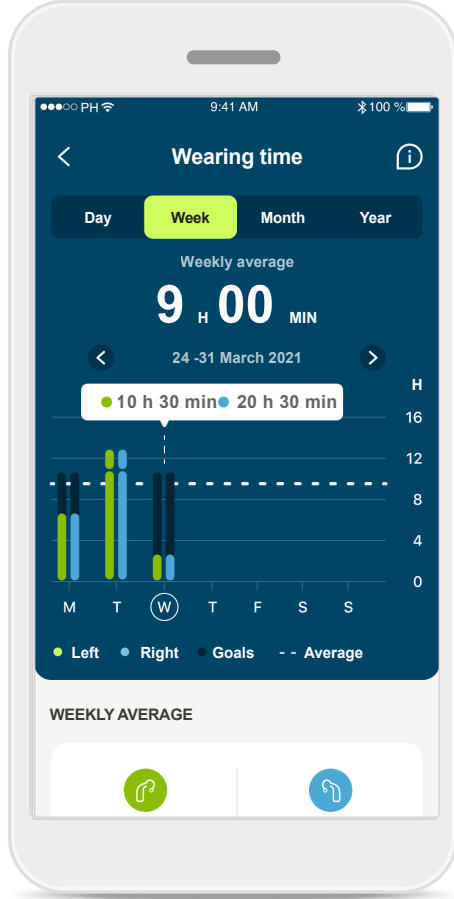 ●●●○○ PH 9:41 AM 100 %
Wearing time
Day Week Month Year
Weekly average
9 H 00 MIN
24 -31 March 2021
H
10 h 30 min 20 h 30 min
16
12
8
4
0
M T W T F S S
Left Right Goals - - Average
WEEKLY AVERAGE